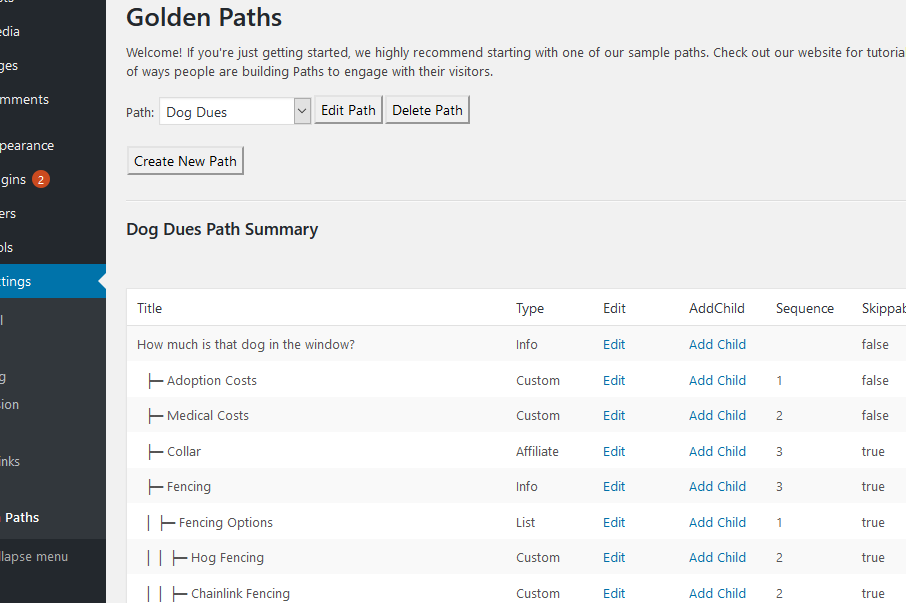 Golden Paths
Welcome! If you're just getting started, we highly recommend starting with one of our sample paths. Check out our website for tutoria
of ways people are building Paths to engage with their visitors.
Path: Dog Dues Edit Path Delete Path
Create New Path
Dog Dues Path Summary
Title Type Edit AddChild Sequence Skippab
How much is that dog in the window? Info Edit Add Child false
Adoption Costs Custom Edit Add Child 1 false
Medical Costs Custom Edit Add Child 2 false
Collar Affiliate Edit Add Child 3 true
Fencing Info Edit Add Child 3 true
Fencing Options List Edit Add Child 1 true
Hog Fencing Custom Edit Add Child 2 true
Chainlink Fencing Custom Edit Add Child 2 true
edia
ges
mments
pearance
gins 2
ers
ols
ttings
l
g
sion
inks
Paths
llapse menu